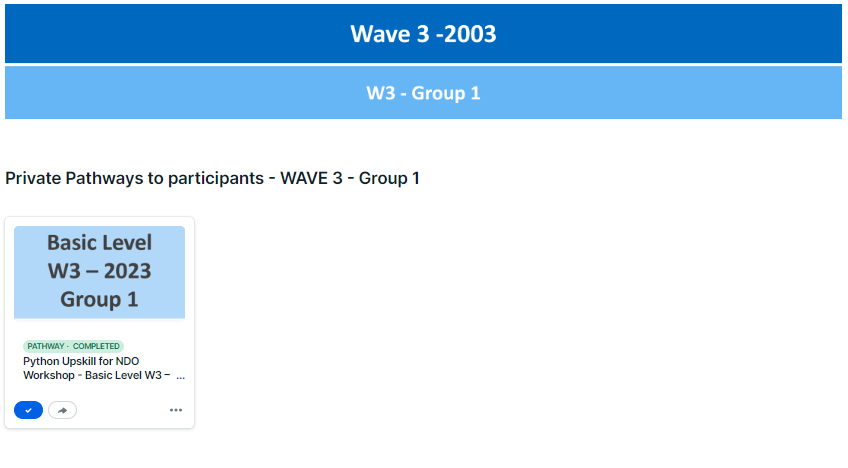 Wave 3 -2003
W3 - Group 1
Private Pathways to participants - WAVE 3 - Group 1
Basic Level
W3 – 2023
Group 1
PATHWAY - COMPLETED
Python Upskill for NDO
Workshop - Basic Level W3 – ...